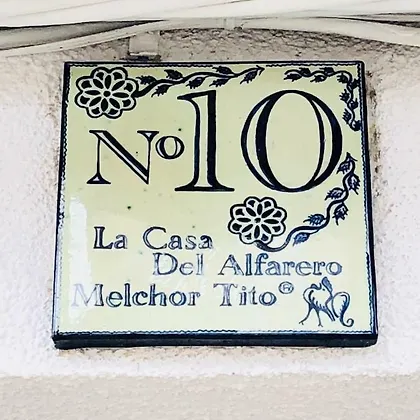 Nº10
La Casa
Del Alfarero
Melchor Tito®